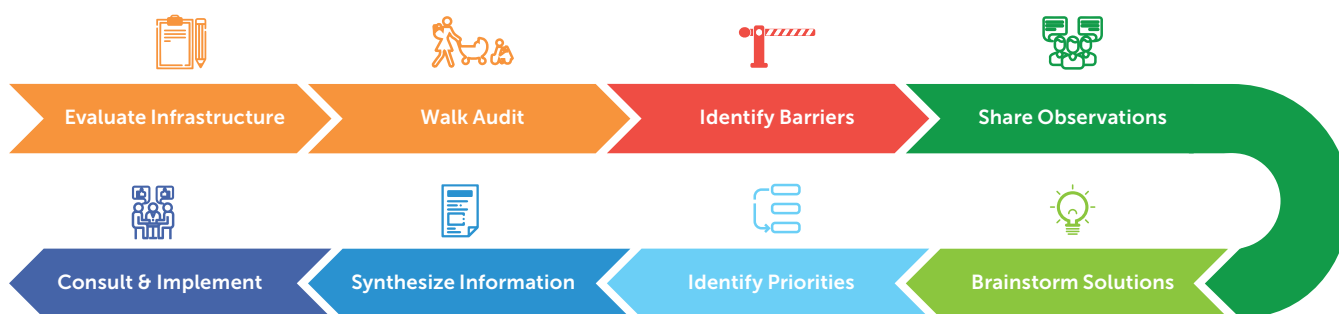 Evaluate Infrastructure
Walk Audit
Identify Barriers
Share Observations
Brainstorm Solutions
Identify Priorities
Synthesize Information
Consult & Implement